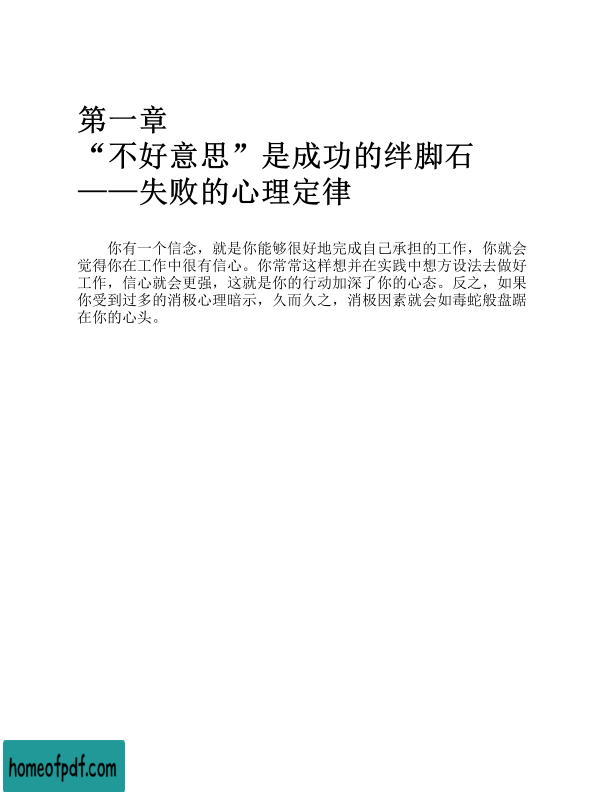 第一章
“不好意思”是成功的绊脚石
——失败的心理定律
你有一个信念，就是你能够很好地完成自己承担的工作，你就会
觉得你在工作中很有信心。你常常这样想并在实践中想方设法去做好
工作，信心就会更强，这就是你的行动加深了你的心态。反之，如果
你受到过多的消极心理暗示，久而久之，消极因素就会如毒蛇般盘踞
在你的心头。
homeofpdf.com